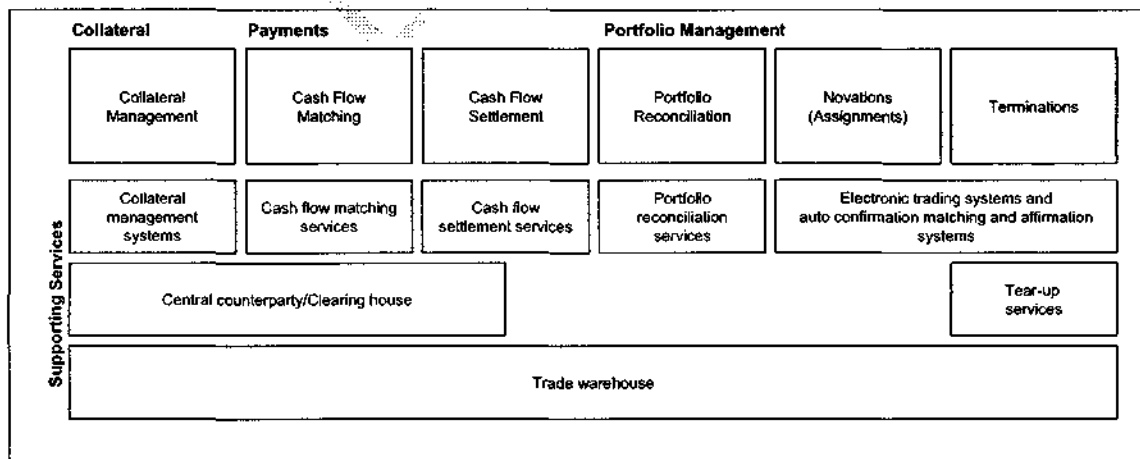 Collateral
Payments
Portfolio Management
Collateral
Management
Cash Flow
Matching
Cash Flow
Settlement
Portfolio
Reconciliation
Novations
(Assignments)
Terminations
Supporting Services
Collateral
management
systems
Cash flow matching
services
Cash flow
settlement services
Portfolio
reconciliation
services
Electronic trading systems and
auto confirmation matching and affirmation
systems
Central counterparty/Clearing house
Tear-up
services
Trade warehouse